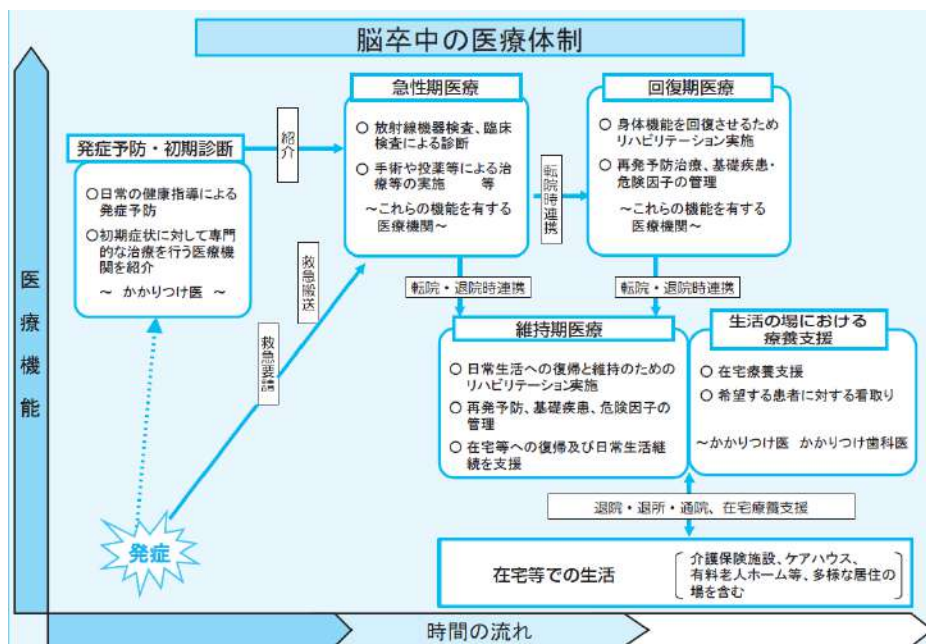 脳卒中の医療体制
医療機能
発症予防・初期診断
○日常の健康指導による
発症予防
○初期症状に対して専門
的な治療を行う医療機
関を紹介
~ かかりつけ医 ~
紹介
急性期医療
○ 放射線機器検査、臨床
検査による診断
○ 手術や投薬等による治
療等の実施 等
~これらの機能を有する
医療機関~
転院時連携
回復期医療
○ 身体機能を回復させるため
リハビリテーション実施
○ 再発予防治療、基礎疾患・
危険因子の管理
~これらの機能を有する
医療機関~
救急搬送
救急要請
転院・退院時連携
転院・退院時連携
維持期医療
○ 日常生活への復帰と維持のための
リハビリテーション実施
○ 再発予防、基礎疾患、危険因子の
管理
○ 在宅等への復帰及び日常生活継
続を支援
生活の場における
療養支援
○ 在宅療養支援
○ 希望する患者に対する看取り
~かかりつけ医 かかりつけ歯科医
発症
退院・退所・通院、在宅療養支援
在宅等での生活
介護保険施設、ケアハウス、
有料老人ホーム等、多様な居住の
場を含む
時間の流れ